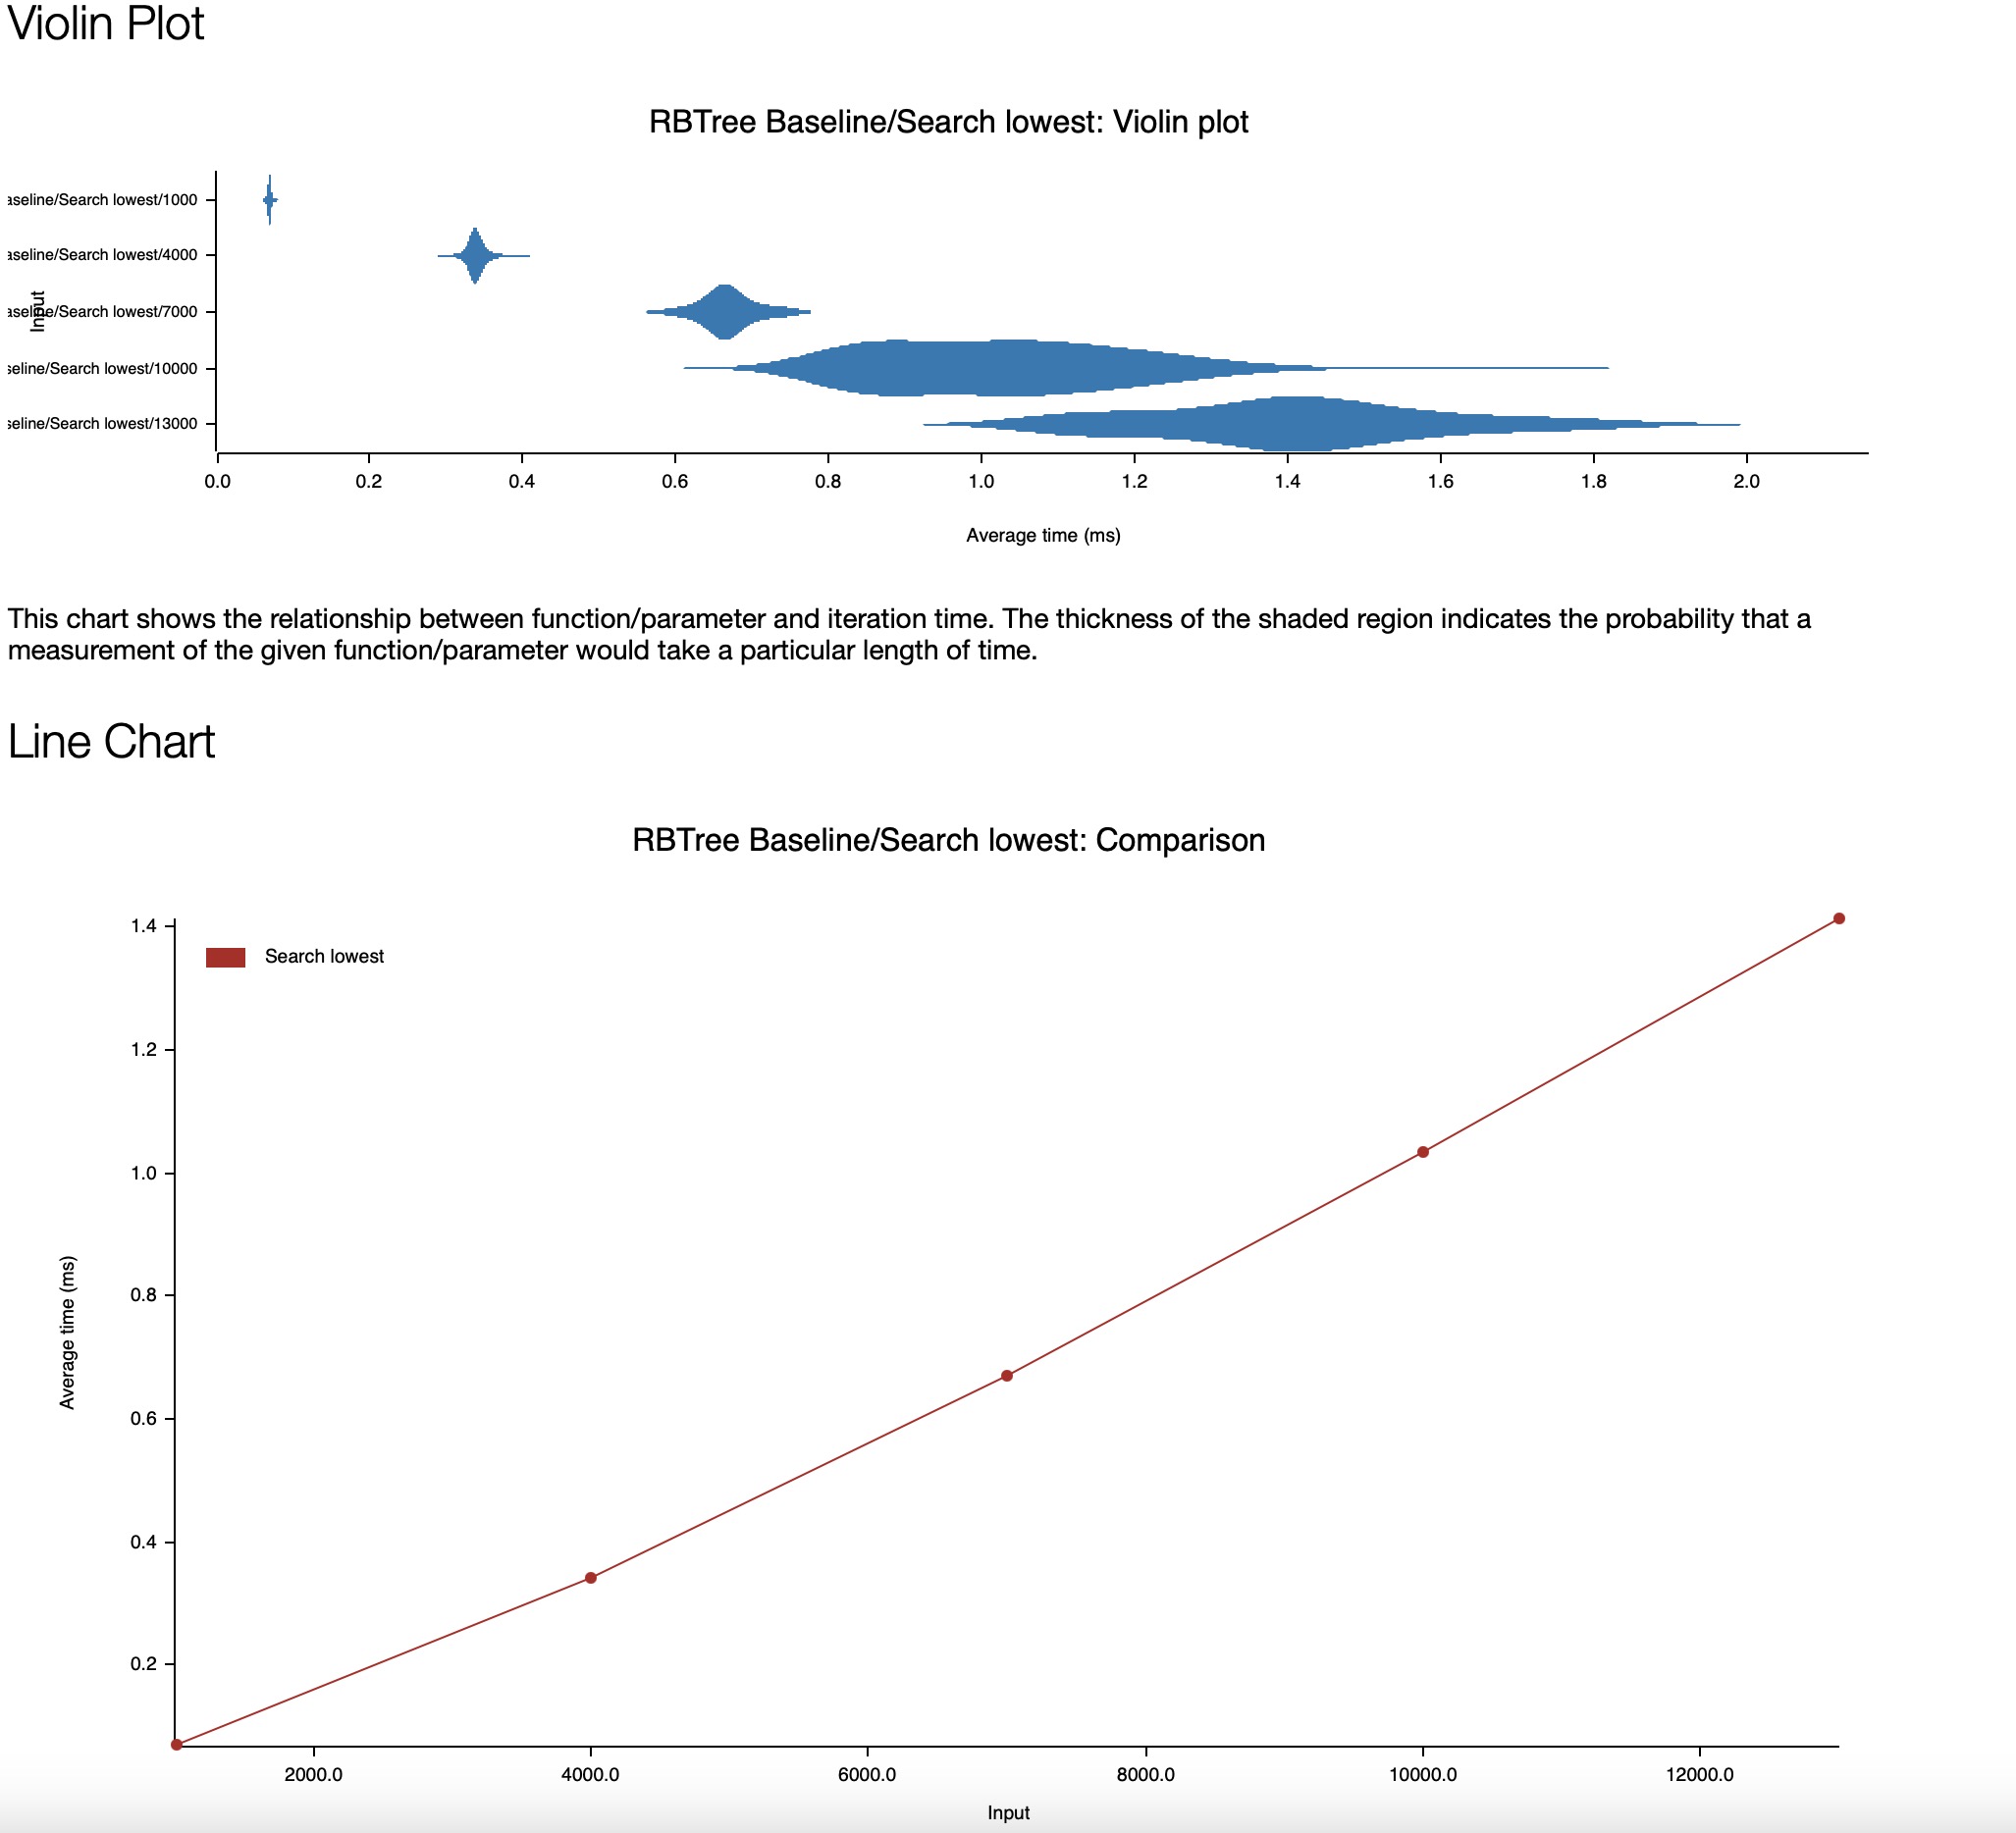 Violin Plot
RBTree Baseline/Search lowest: Violin plot
aseline/Search lowest/1000
aseline/Search lowest/4000
aseline/Search lowest/7000
seline/Search lowest/10000
seline/Search lowest/13000
Input
0.0 0.2 0.4 0.6 0.8 1.0 1.2 1.4 1.6 1.8 2.0
Average time (ms)
This chart shows the relationship between function/parameter and iteration time. The thickness of the shaded region indicates the probability that a
measurement of the given function/parameter would take a particular length of time.
Line Chart
RBTree Baseline/Search lowest: Comparison
Search lowest
1.4
1.2
1.0
0.8
0.6
0.4
0.2
Average time (ms)
2000.0 4000.0 6000.0 8000.0 10000.0 12000.0
Input